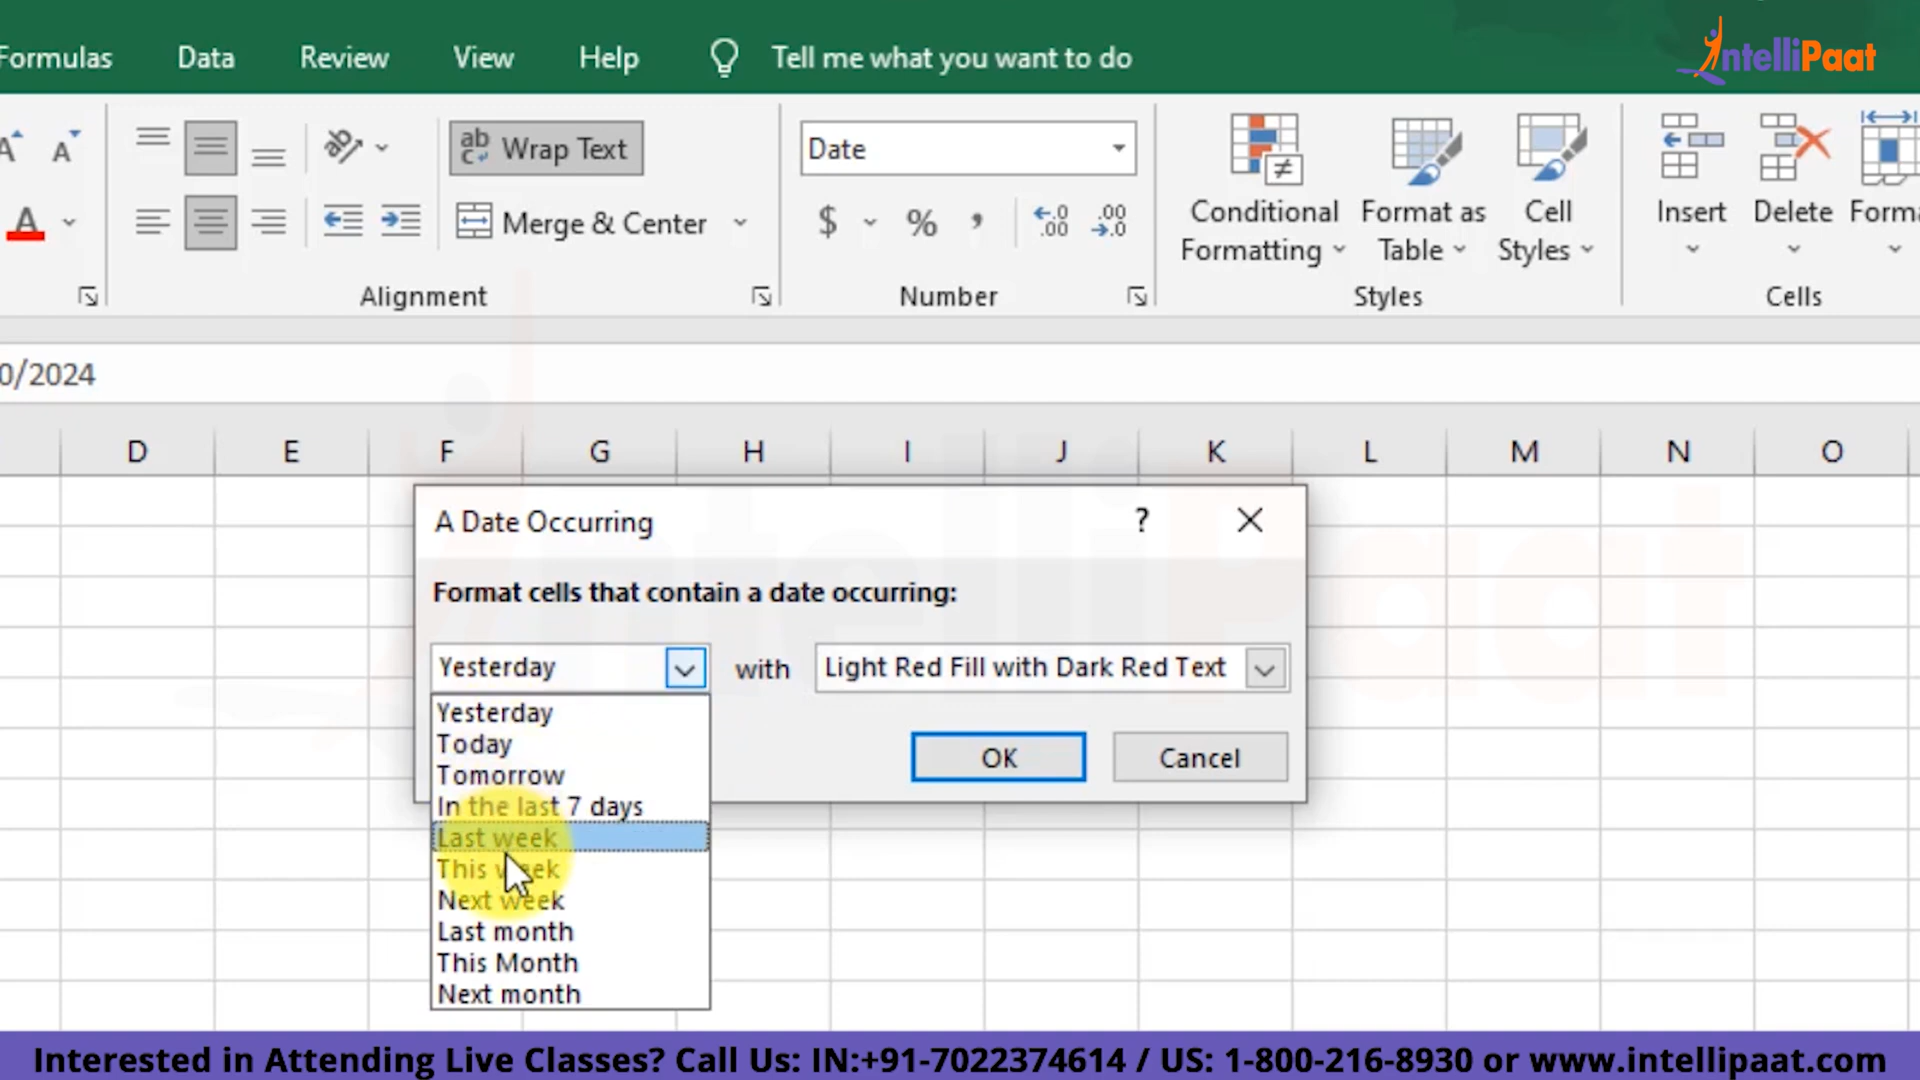 IntelliPaat
Formulas Data Review View Help Tell me what you want to do
Wrap Text
Date
Merge & Center
$ % ,
Conditional Formatting
Format as Table
Cell Styles
Insert
Delete
Alignment
Number
Styles
Cells
0/2024
D E F G H I J K L M N O
A Date Occurring ? X
Format cells that contain a date occurring:
Yesterday with Light Red Fill with Dark Red Text
Yesterday
Today
Tomorrow
In the last 7 days
Last week
This week
Next week
Last month
This Month
Next month
OK Cancel
Interested in Attending Live Classes? Call Us: IN:+91-7022374614 / US: 1-800-216-8930 or www.intellipaat.com